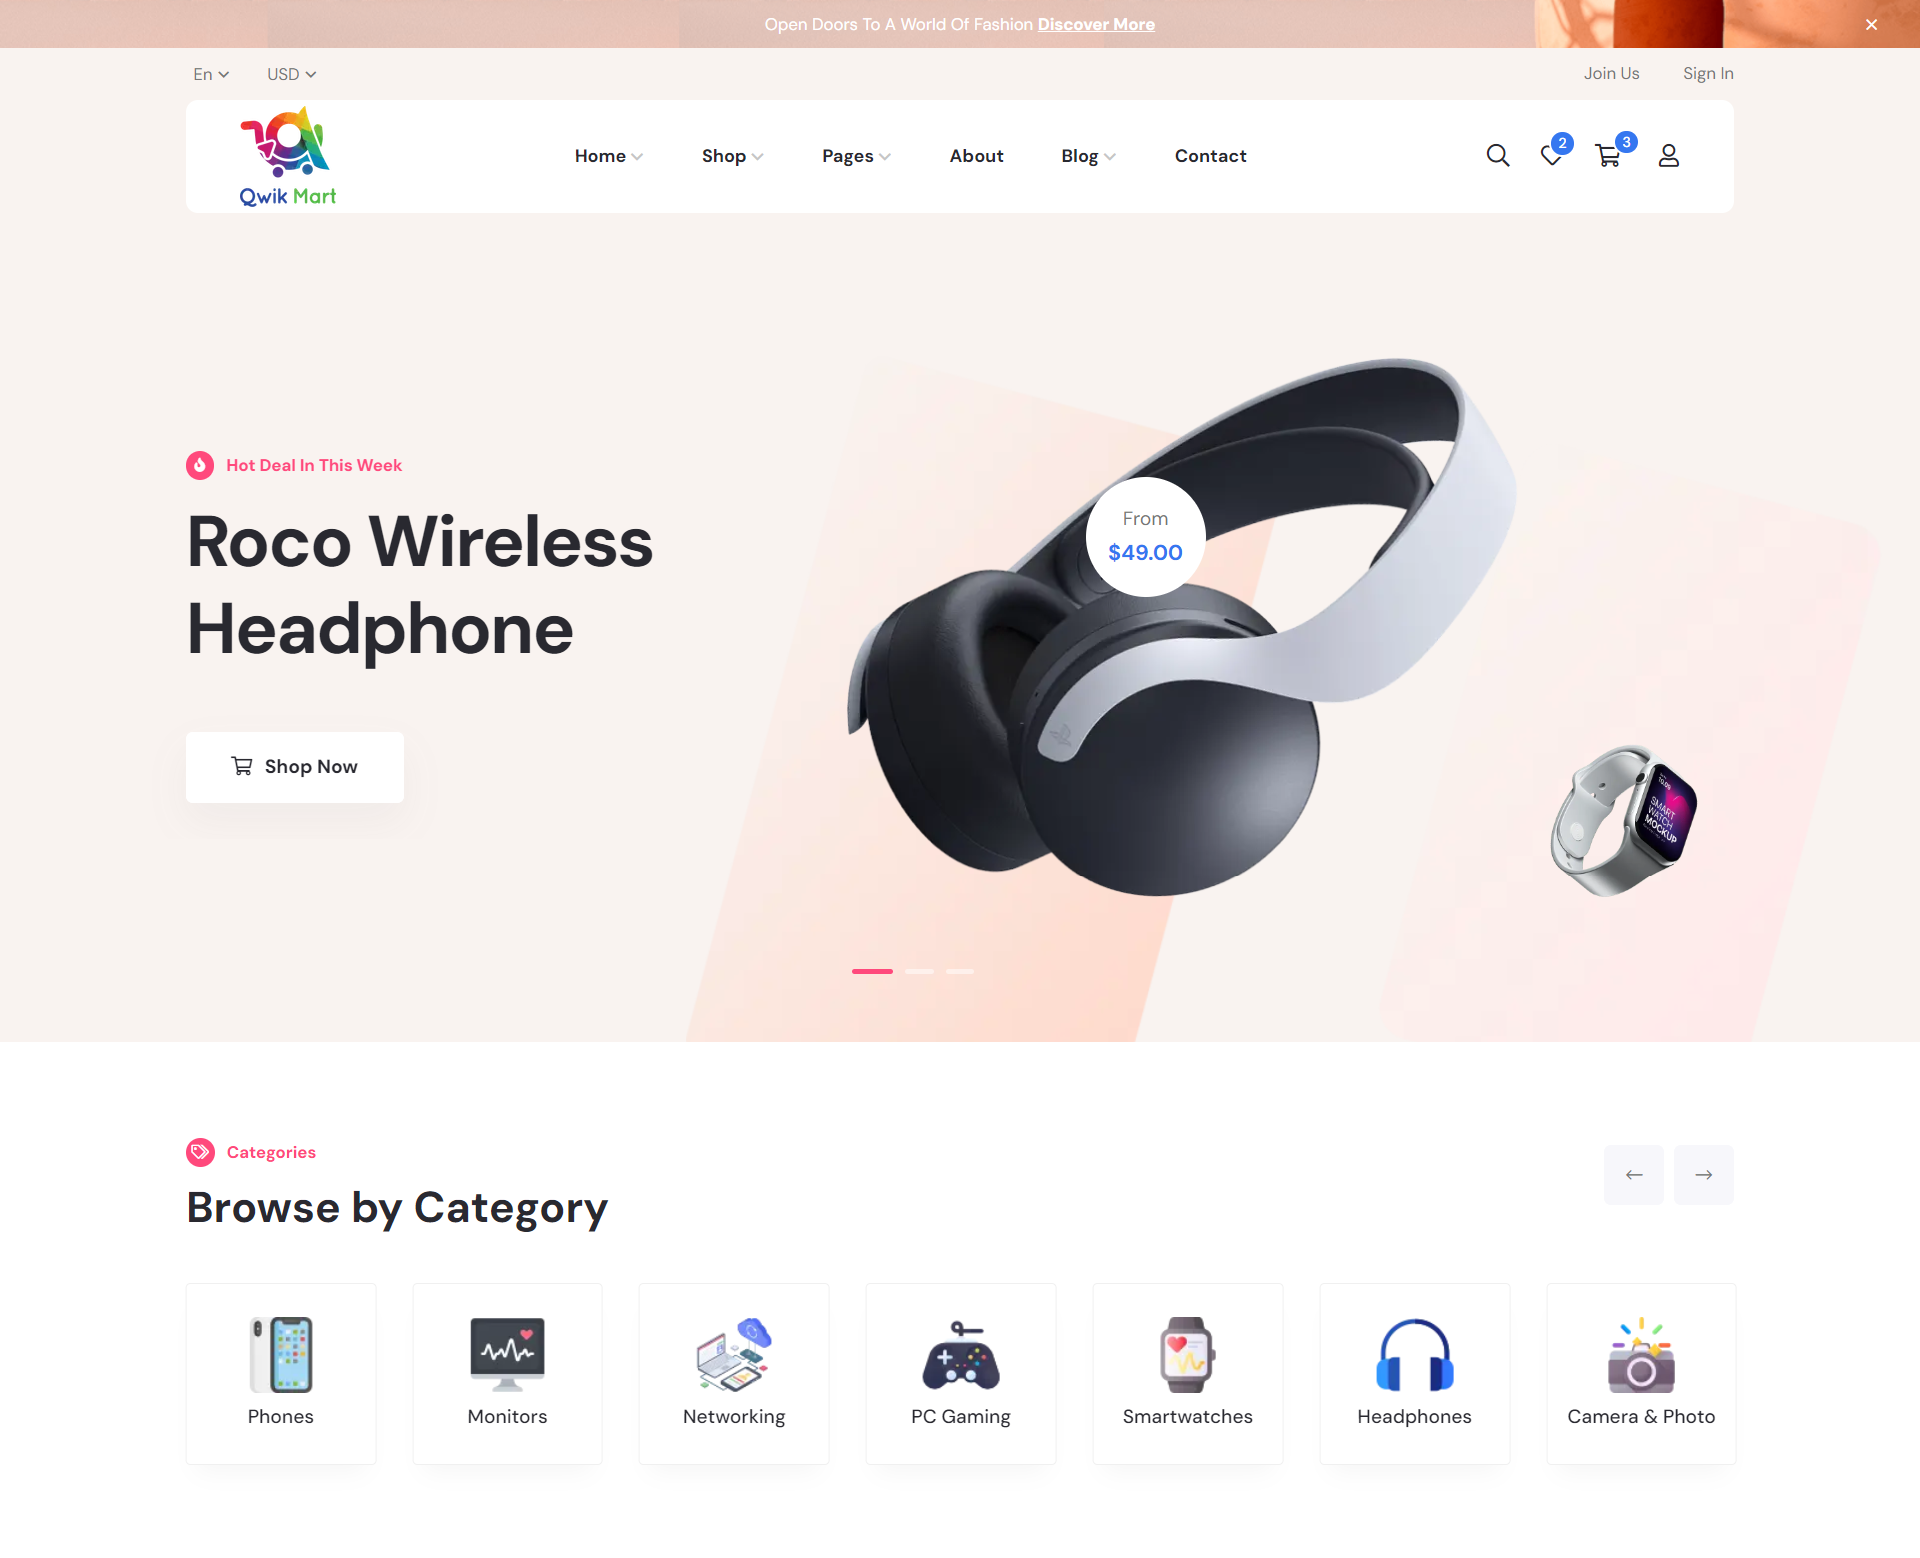 Open Doors To A World Of Fashion Discover More
En
USD
Join Us
Sign In
Qwik Mart
Home
Shop
Pages
About
Blog
Contact
2
3
Hot Deal In This Week
Roco Wireless
Headphone
From
$49.00
Shop Now
10:09
SMART
WATCH
MOCKUP
Categories
Browse by Category
Phones
Monitors
Networking
PC Gaming
Smartwatches
Headphones
Camera & Photo